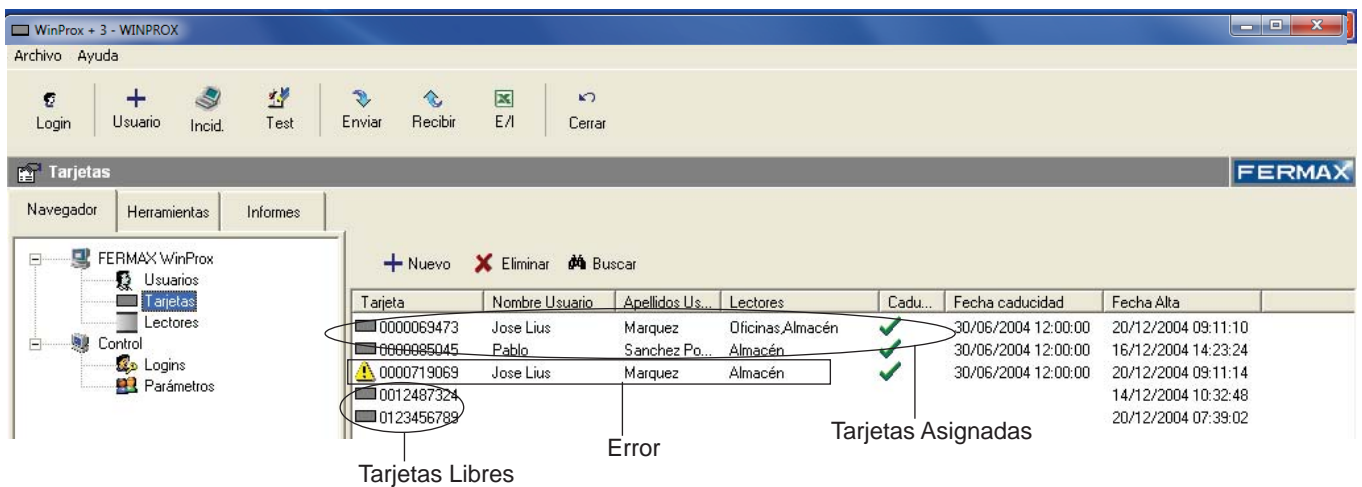 WinProx + 3 - WINPROX
Archivo Ayuda
Login Usuario Incid. Test Enviar Recibir E/I Cerrar
Tarjetas FERMAX
Navegador Herramientas Informes
FERMAX WinProx
Usuarios
Tarjetas
Lectores
Control
Logins
Parámetros
Nuevo Eliminar Buscar
Tarjeta Nombre Usuario Apellidos Us... Lectores Cadu... Fecha caducidad Fecha Alta
0000069473 Jose Lius Marquez Oficinas,Almacén 30/06/2004 12:00:00 20/12/2004 09:11:10
0000085045 Pablo Sanchez Po... Almacén 30/06/2004 12:00:00 16/12/2004 14:23:24
0000719069 Jose Lius Marquez Almacén 30/06/2004 12:00:00 20/12/2004 09:11:14
0012487324 14/12/2004 10:32:48
0123456789 20/12/2004 07:39:02
Tarjetas Asignadas
Error
Tarjetas Libres